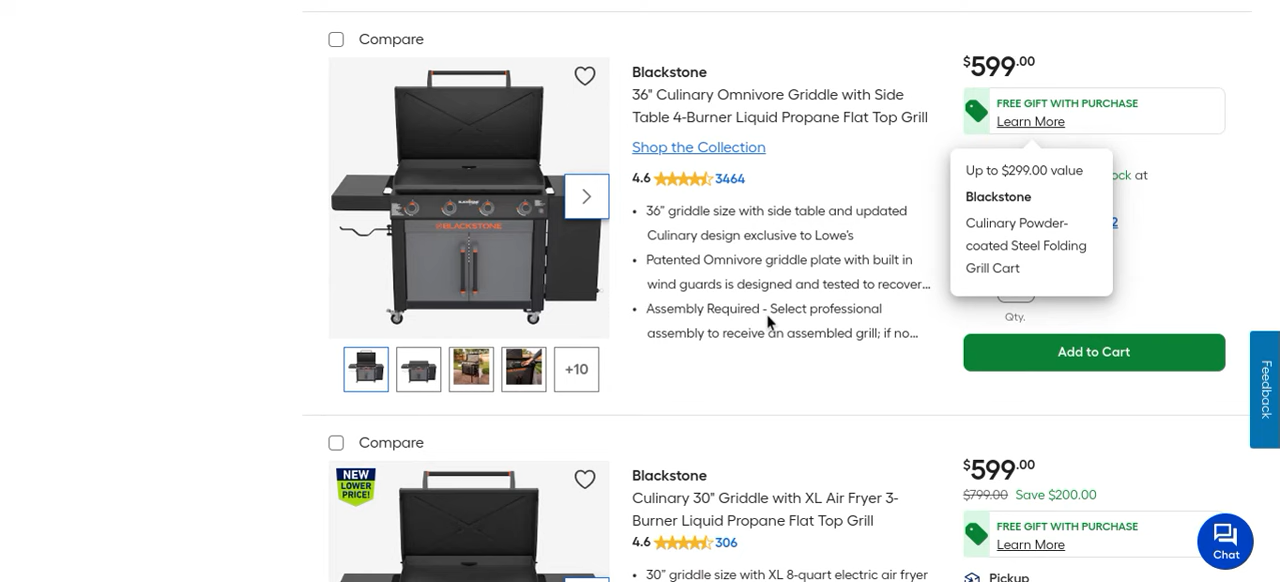 Compare
Blackstone
36" Culinary Omnivore Griddle with Side
Table 4-Burner Liquid Propane Flat Top Grill
Shop the Collection
4.6 3464
• 36" griddle size with side table and updated
Culinary design exclusive to Lowe's
• Patented Omnivore griddle plate with built in
wind guards is designed and tested to recover...
• Assembly Required - Select professional
assembly to receive an assembled grill; if no...
BLACKSTONE
+10
$599.00
FREE GIFT WITH PURCHASE
Learn More
Up to $299.00 value
Blackstone
Culinary Powder-
coated Steel Folding
Grill Cart
ock at
2
Qty.
Add to Cart
Feedback
Compare
NEW
LOWER
PRICE!
Blackstone
Culinary 30" Griddle with XL Air Fryer 3-
Burner Liquid Propane Flat Top Grill
4.6 306
• 30" griddle size with XL 8-quart electric air fryer
$599.00
$799.00 Save $200.00
FREE GIFT WITH PURCHASE
Learn More
Pickup
Chat